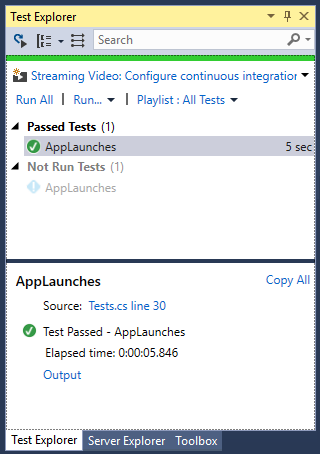 Test Explorer
Search
Streaming Video: Configure continuous integration
Run All | Run... | Playlist : All Tests
Passed Tests (1)
AppLaunches 5 sec
Not Run Tests (1)
AppLaunches
AppLaunches Copy All
Source: Tests.cs line 30
Test Passed - AppLaunches
Elapsed time: 0:00:05.846
Output
Test Explorer Server Explorer Toolbox